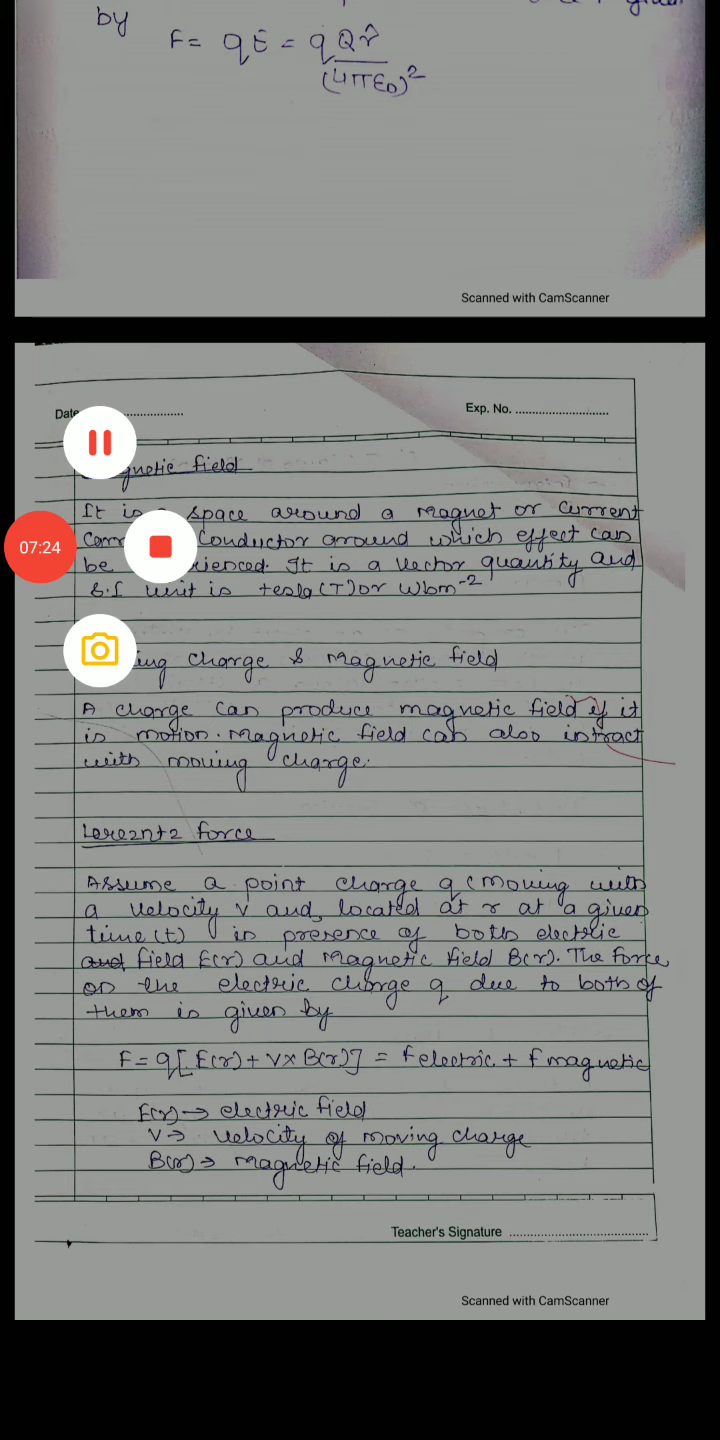 given
by
F = qE = qQr̂
(4πε0)²
Scanned with CamScanner
Date ....................
Exp. No. ............................
gnetic field
It is space around a magnet or current
Carr Conductor around which effect can
be rienced. It is a vector quantity and
S.I unit is tesla (T) or Wbm⁻²
07:24
ing charge & Magnetic field
A charge can produce magnetic field if it
is motion. Magnetic field can also intract
with moving charge.
Lorezntz force
Assume a point charge q (moving with
a velocity v and, located at r at a given
time (t) in presence of both electric
and field E(r) and Magnetic field B(r). The force
on the electric charge q due to both of
them is given by
F = q[E(r) + V × B(r)] = felectric + fmagnetic
E(r) → electric field
V → velocity of moving charge
B(r) → magnetic field.
Teacher's Signature ..........................................
Scanned with CamScanner